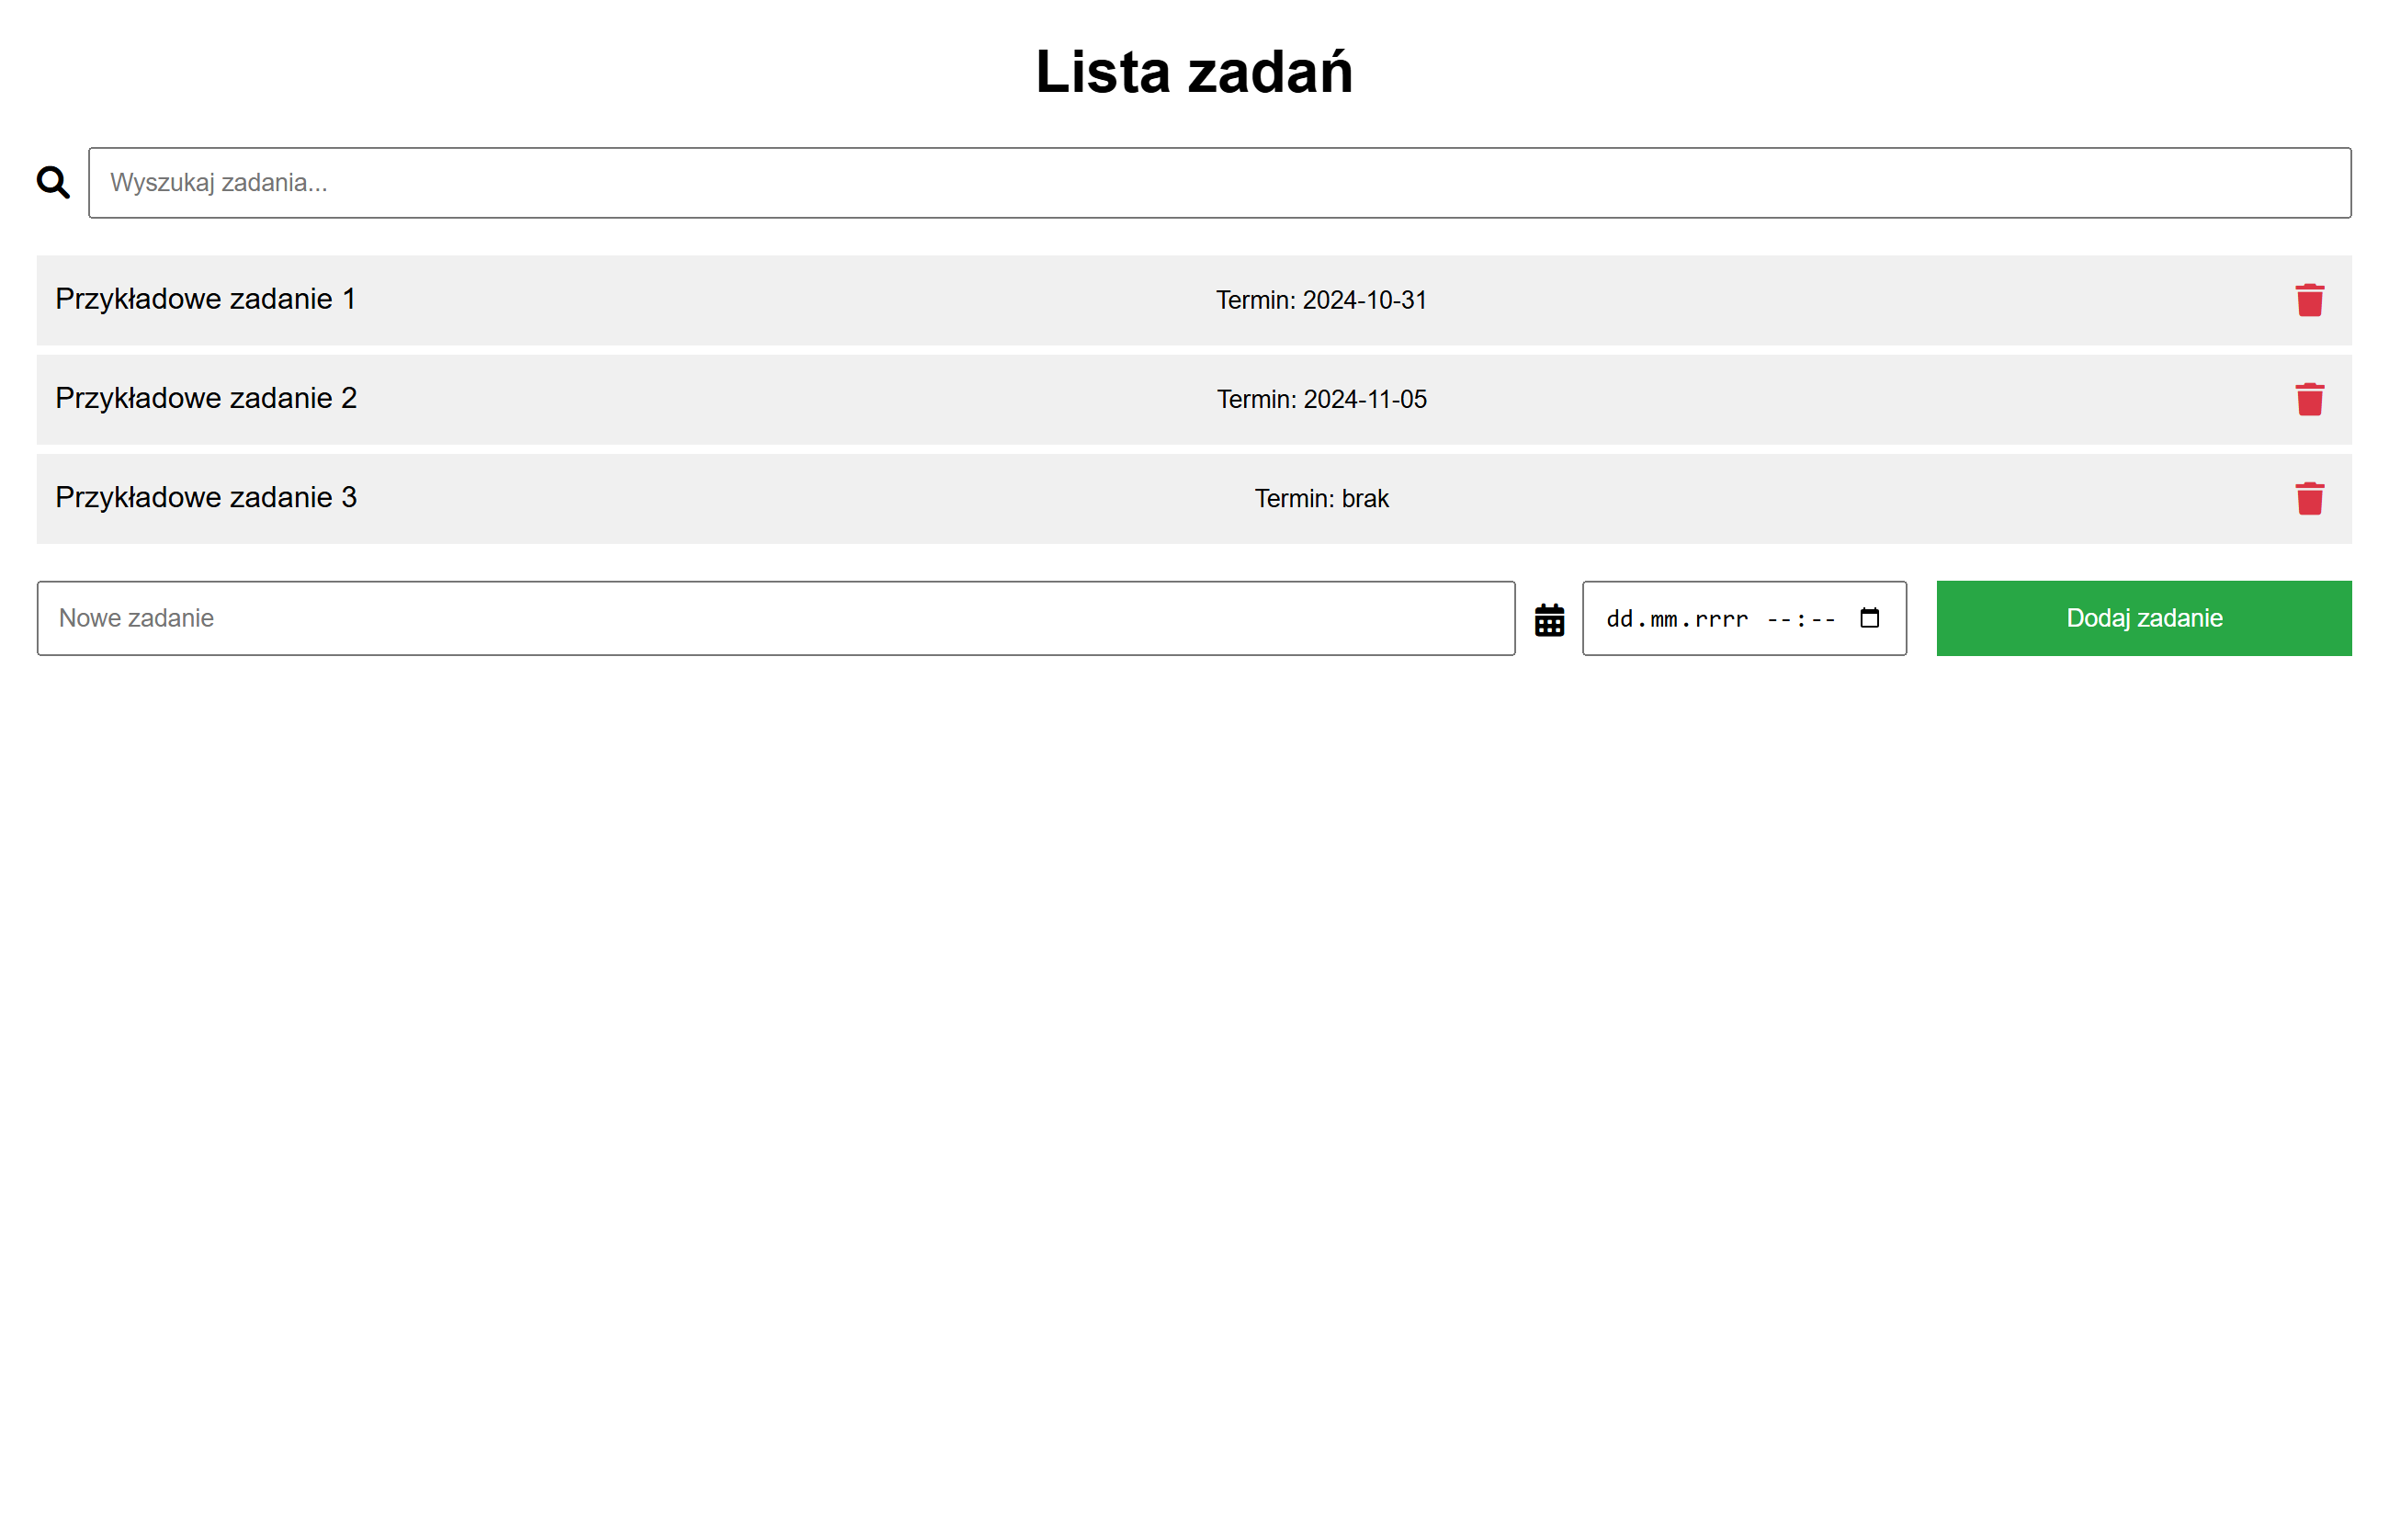 Lista zadań
Wyszukaj zadania...
Przykładowe zadanie 1 Termin: 2024-10-31
Przykładowe zadanie 2 Termin: 2024-11-05
Przykładowe zadanie 3 Termin: brak
Nowe zadanie dd.mm.rrrr --:-- Dodaj zadanie